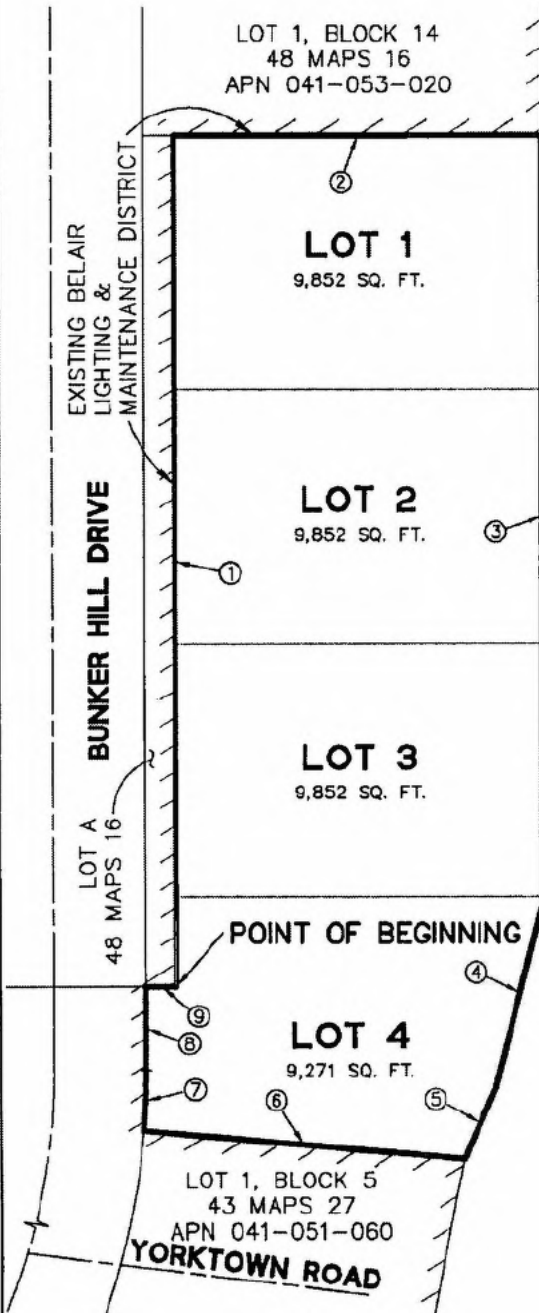 LOT 1, BLOCK 14
48 MAPS 16
APN 041-053-020
EXISTING BELAIR
LIGHTING &
MAINTENANCE DISTRICT
②
LOT 1
9,852 SQ. FT.
LOT 2
9,852 SQ. FT.
③
①
BUNKER HILL DRIVE
LOT 3
9,852 SQ. FT.
LOT A
48 MAPS 16
POINT OF BEGINNING
④
⑨
⑧
LOT 4
9,271 SQ. FT.
⑦
⑥
⑤
LOT 1, BLOCK 5
43 MAPS 27
APN 041-051-060
YORKTOWN ROAD